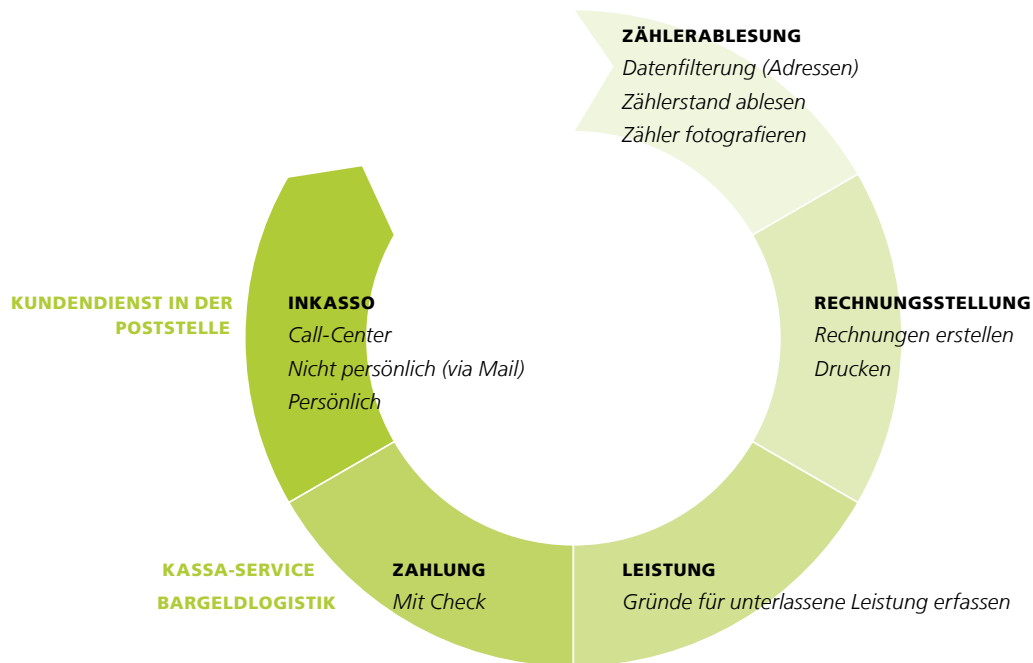 ZÄHLERABLESUNG
Datenfilterung (Adressen)
Zählerstand ablesen
Zähler fotografieren
RECHNUNGSSTELLUNG
Rechnungen erstellen
Drucken
LEISTUNG
Gründe für unterlassene Leistung erfassen
ZAHLUNG
Mit Check
KASSA-SERVICE
BARGELDLOGISTIK
INKASSO
Call-Center
Nicht persönlich (via Mail)
Persönlich
KUNDENDIENST IN DER
POSTSTELLE